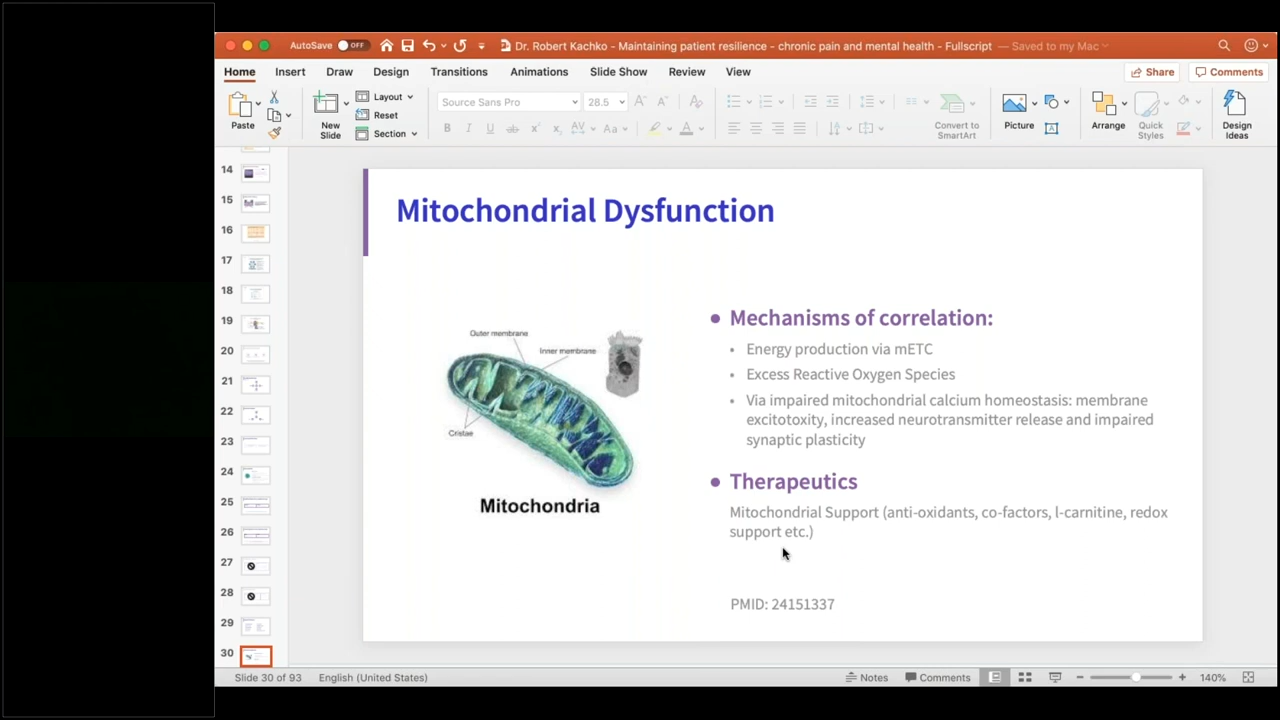 AutoSave OFF Dr. Robert Kachko - Maintaining patient resilience - chronic pain and mental health - Fullscript — Saved to my Mac
Home Insert Draw Design Transitions Animations Slide Show Review View Share Comments
Paste
New
Slide
Layout
Reset
Section
Source Sans Pro 28.5
Convert to
SmartArt
Picture
Arrange
Quick
Styles
Design
Ideas
14
15
16
17
18
19
20
21
22
23
24
25
26
27
28
29
30
Mitochondrial Dysfunction
Outer membrane
Inner membrane
Cristae
Mitochondria
• Mechanisms of correlation:
• Energy production via mETC
• Excess Reactive Oxygen Species
• Via impaired mitochondrial calcium homeostasis: membrane
excitotoxity, increased neurotransmitter release and impaired
synaptic plasticity
• Therapeutics
Mitochondrial Support (anti-oxidants, co-factors, l-carnitine, redox
support etc.)
PMID: 24151337
Slide 30 of 93 English (United States) Notes Comments 140%